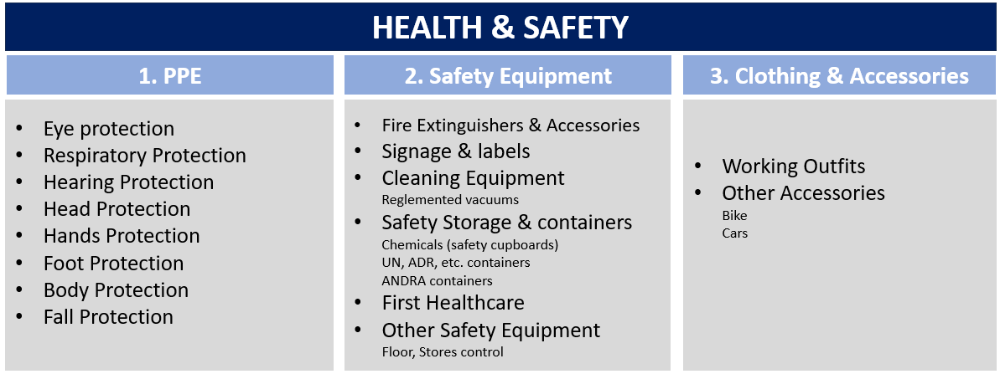 HEALTH & SAFETY
1. PPE
• Eye protection
• Respiratory Protection
• Hearing Protection
• Head Protection
• Hands Protection
• Foot Protection
• Body Protection
• Fall Protection
2. Safety Equipment
• Fire Extinguishers & Accessories
• Signage & labels
• Cleaning Equipment
Reglemented vacuums
• Safety Storage & containers
Chemicals (safety cupboards)
UN, ADR, etc. containers
ANDRA containers
• First Healthcare
• Other Safety Equipment
Floor, Stores control
3. Clothing & Accessories
• Working Outfits
• Other Accessories
Bike
Cars